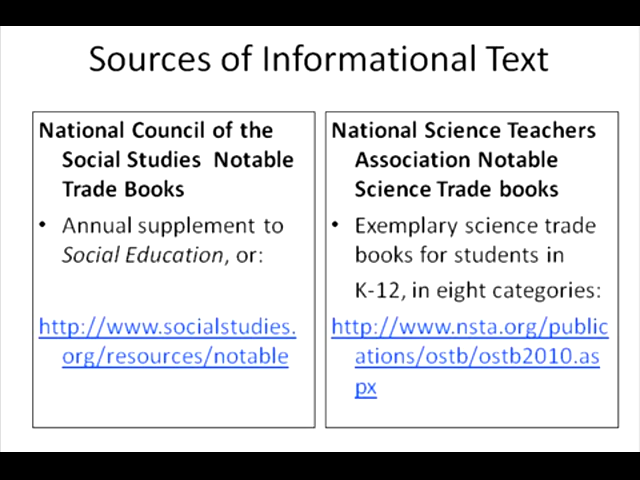 Sources of Informational Text
National Council of the
Social Studies Notable
Trade Books
• Annual supplement to
Social Education, or:
http://www.socialstudies.
org/resources/notable
National Science Teachers
Association Notable
Science Trade books
• Exemplary science trade
books for students in
K-12, in eight categories:
http://www.nsta.org/public
ations/ostb/ostb2010.as
px